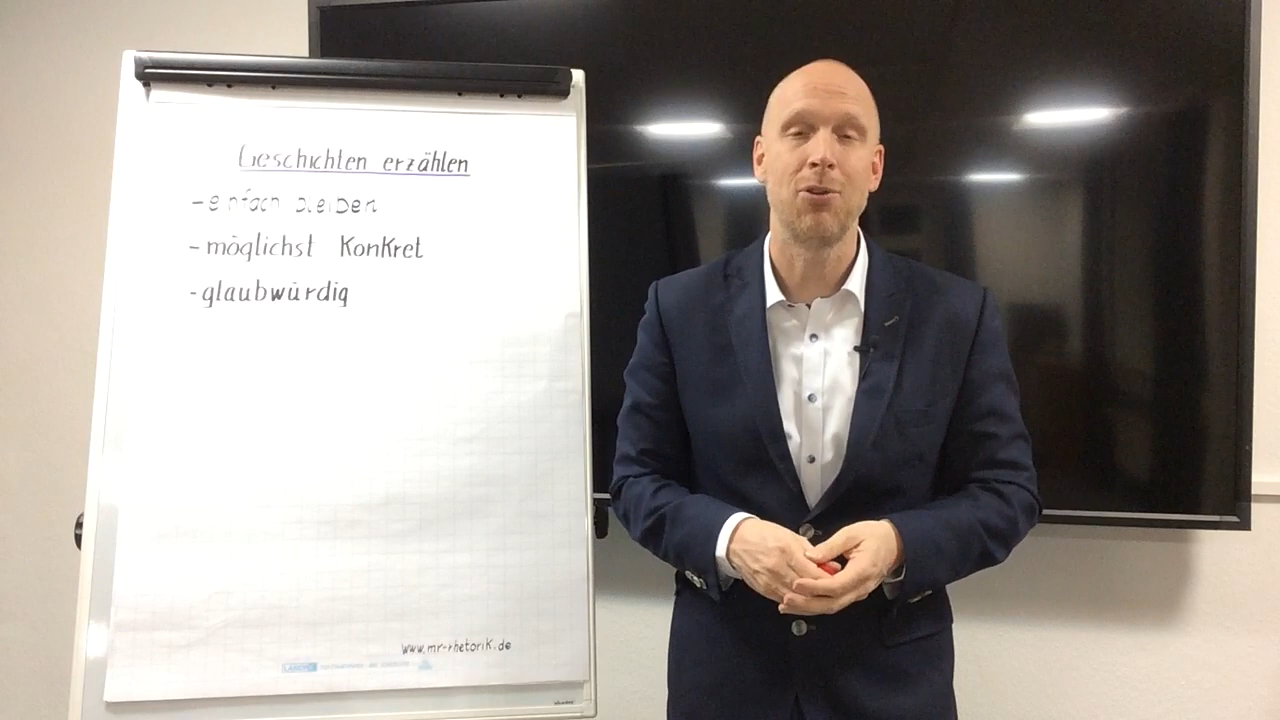 Geschichten erzählen
- einfach bleiben
- möglichst konkret
- glaubwürdig
www.mr-rhetorik.de